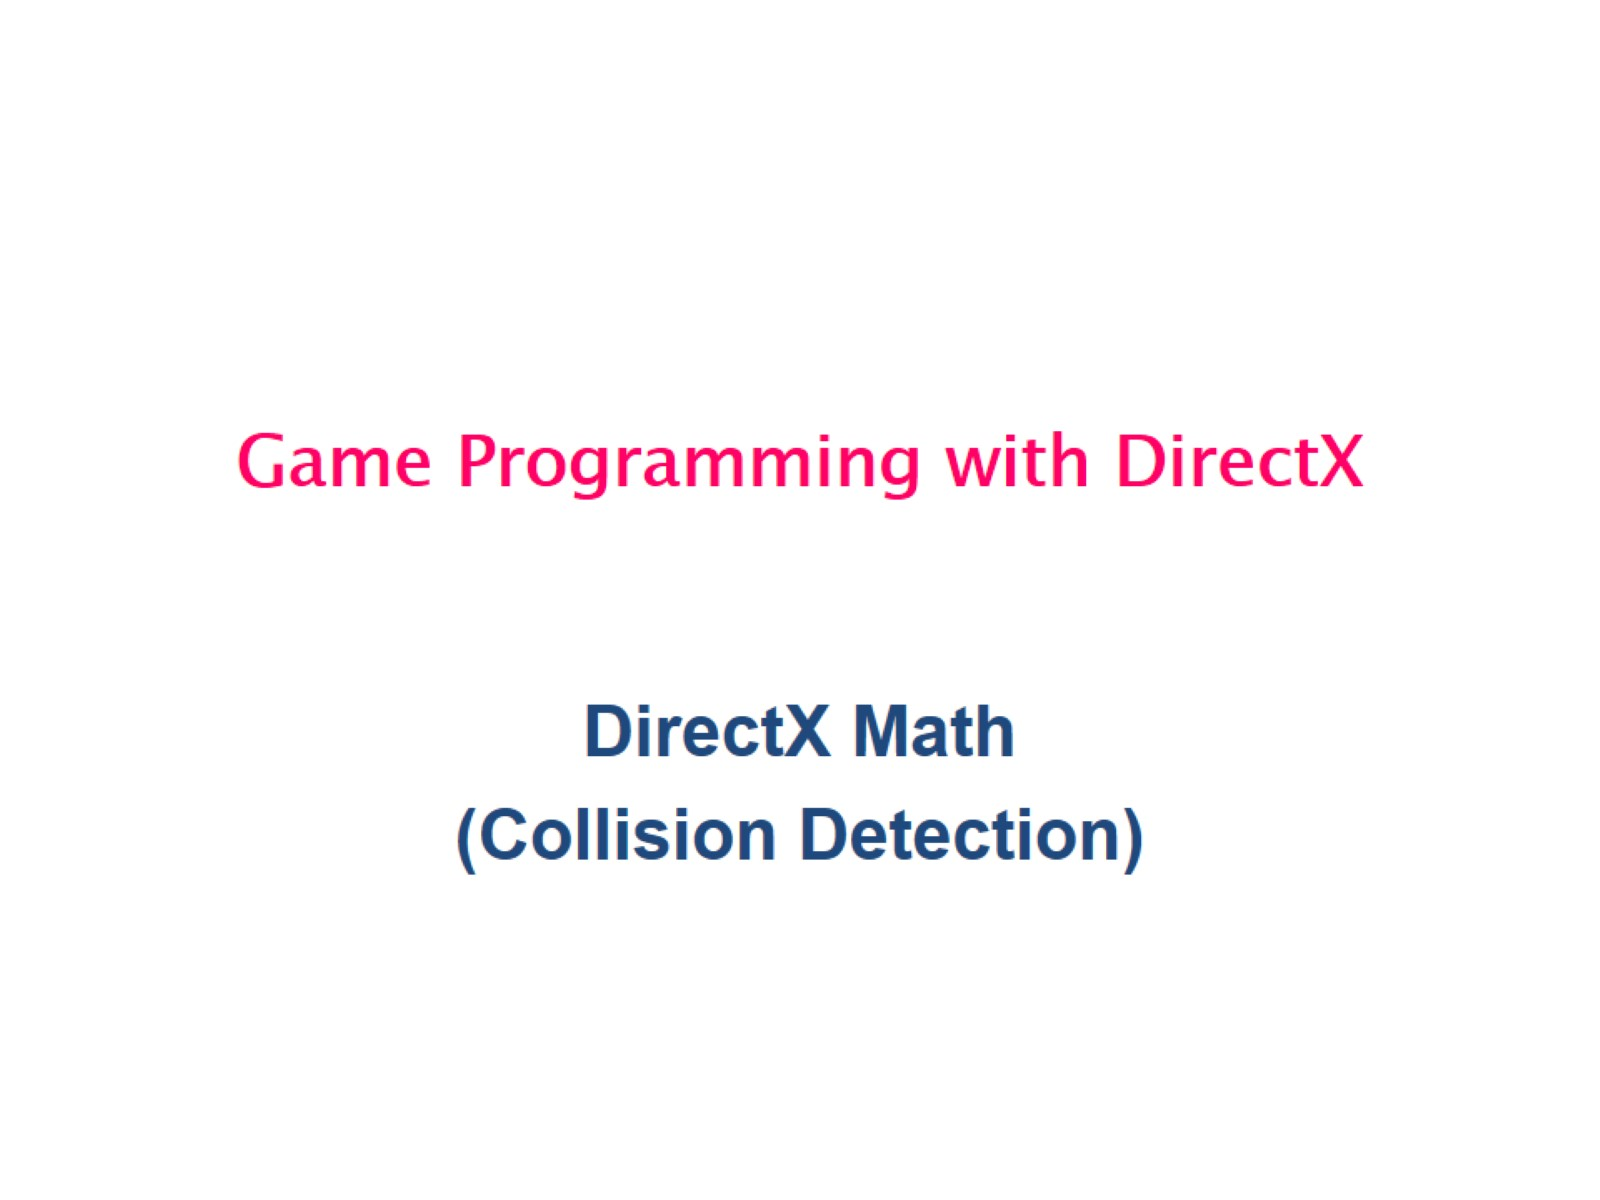 Game Programming with DirectX
DirectX Math
(Collision Detection)